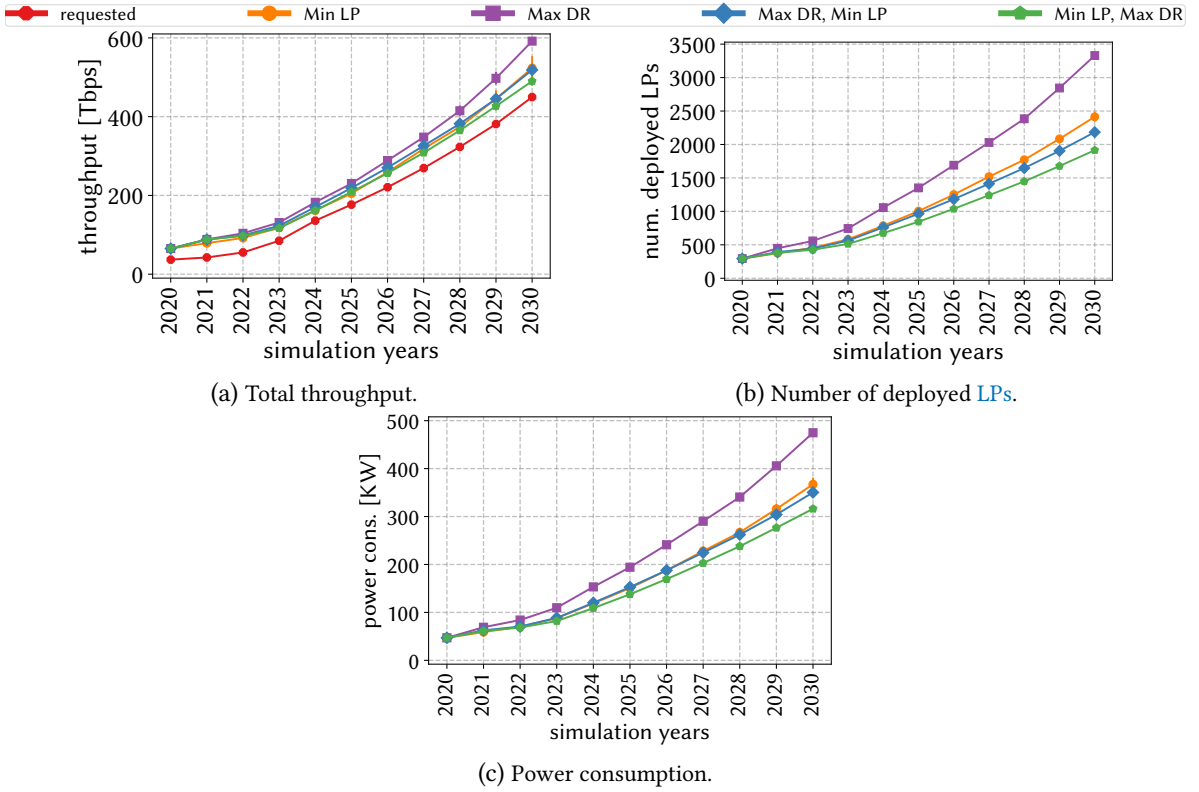 requested Min LP Max DR Max DR, Min LP Min LP, Max DR
throughput [Tbps]
600
400
200
0
2020 2021 2022 2023 2024 2025 2026 2027 2028 2029 2030
simulation years
(a) Total throughput.
num. deployed LPs
3500
3000
2500
2000
1500
1000
500
0
2020 2021 2022 2023 2024 2025 2026 2027 2028 2029 2030
simulation years
(b) Number of deployed LPs.
power cons. [KW]
500
400
300
200
100
0
2020 2021 2022 2023 2024 2025 2026 2027 2028 2029 2030
simulation years
(c) Power consumption.